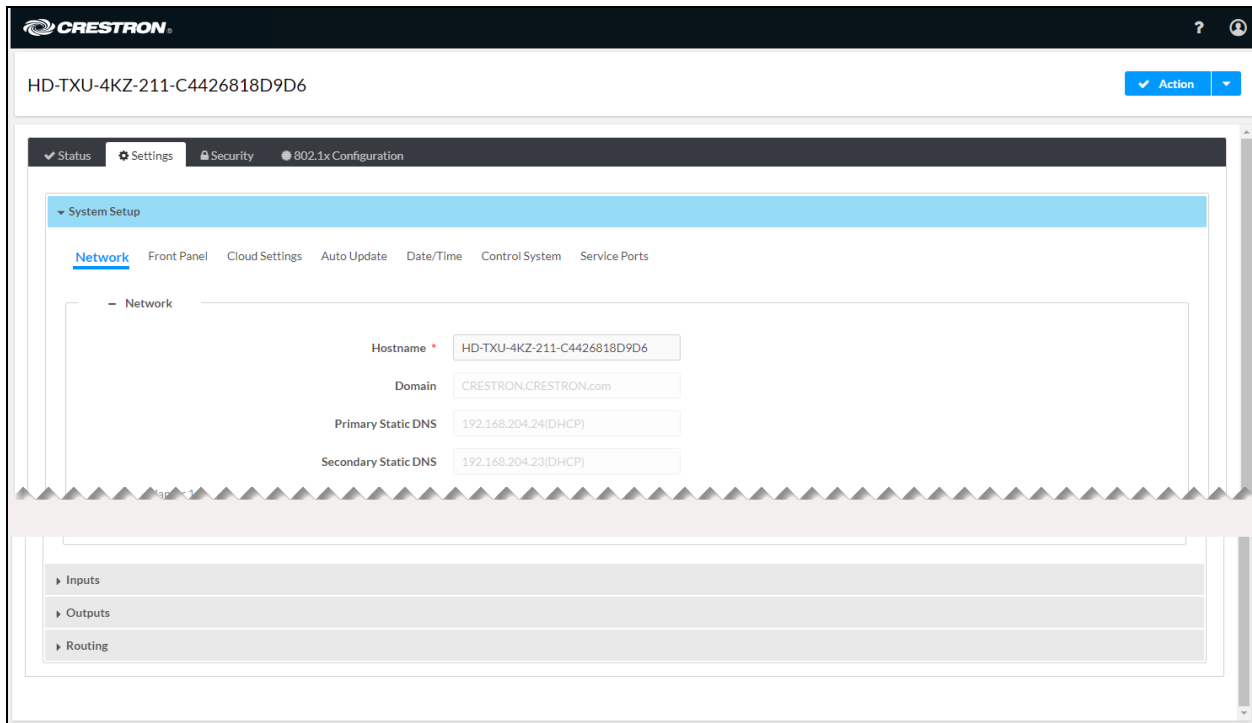 CRESTRON®
?
HD-TXU-4KZ-211-C4426818D9D6
Action
Status Settings Security 802.1x Configuration
System Setup
Network Front Panel Cloud Settings Auto Update Date/Time Control System Service Ports
– Network
Hostname * HD-TXU-4KZ-211-C4426818D9D6
Domain CRESTRON.CRESTRON.com
Primary Static DNS 192.168.204.24(DHCP)
Secondary Static DNS 192.168.204.23(DHCP)
Inputs
Outputs
Routing